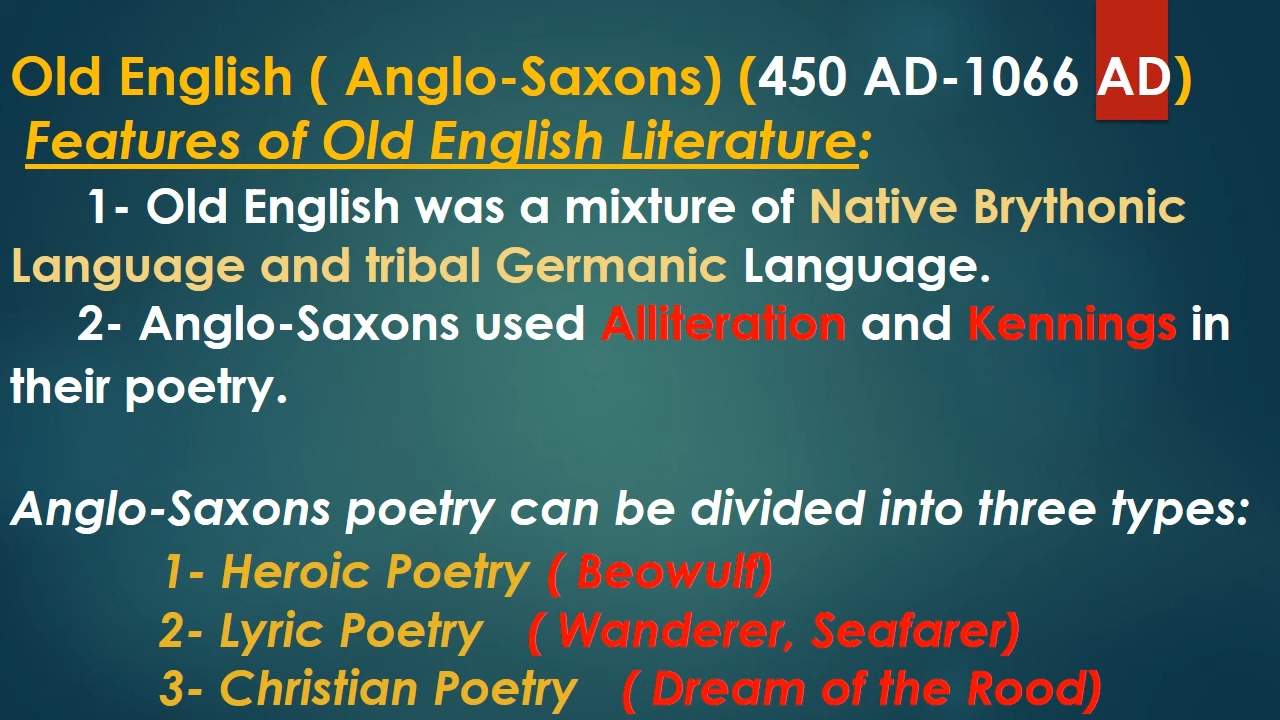 Old English ( Anglo-Saxons) (450 AD-1066 AD)
Features of Old English Literature:
1- Old English was a mixture of Native Brythonic
Language and tribal Germanic Language.
2- Anglo-Saxons used Alliteration and Kennings in
their poetry.
Anglo-Saxons poetry can be divided into three types:
1- Heroic Poetry ( Beowulf)
2- Lyric Poetry ( Wanderer, Seafarer)
3- Christian Poetry ( Dream of the Rood)